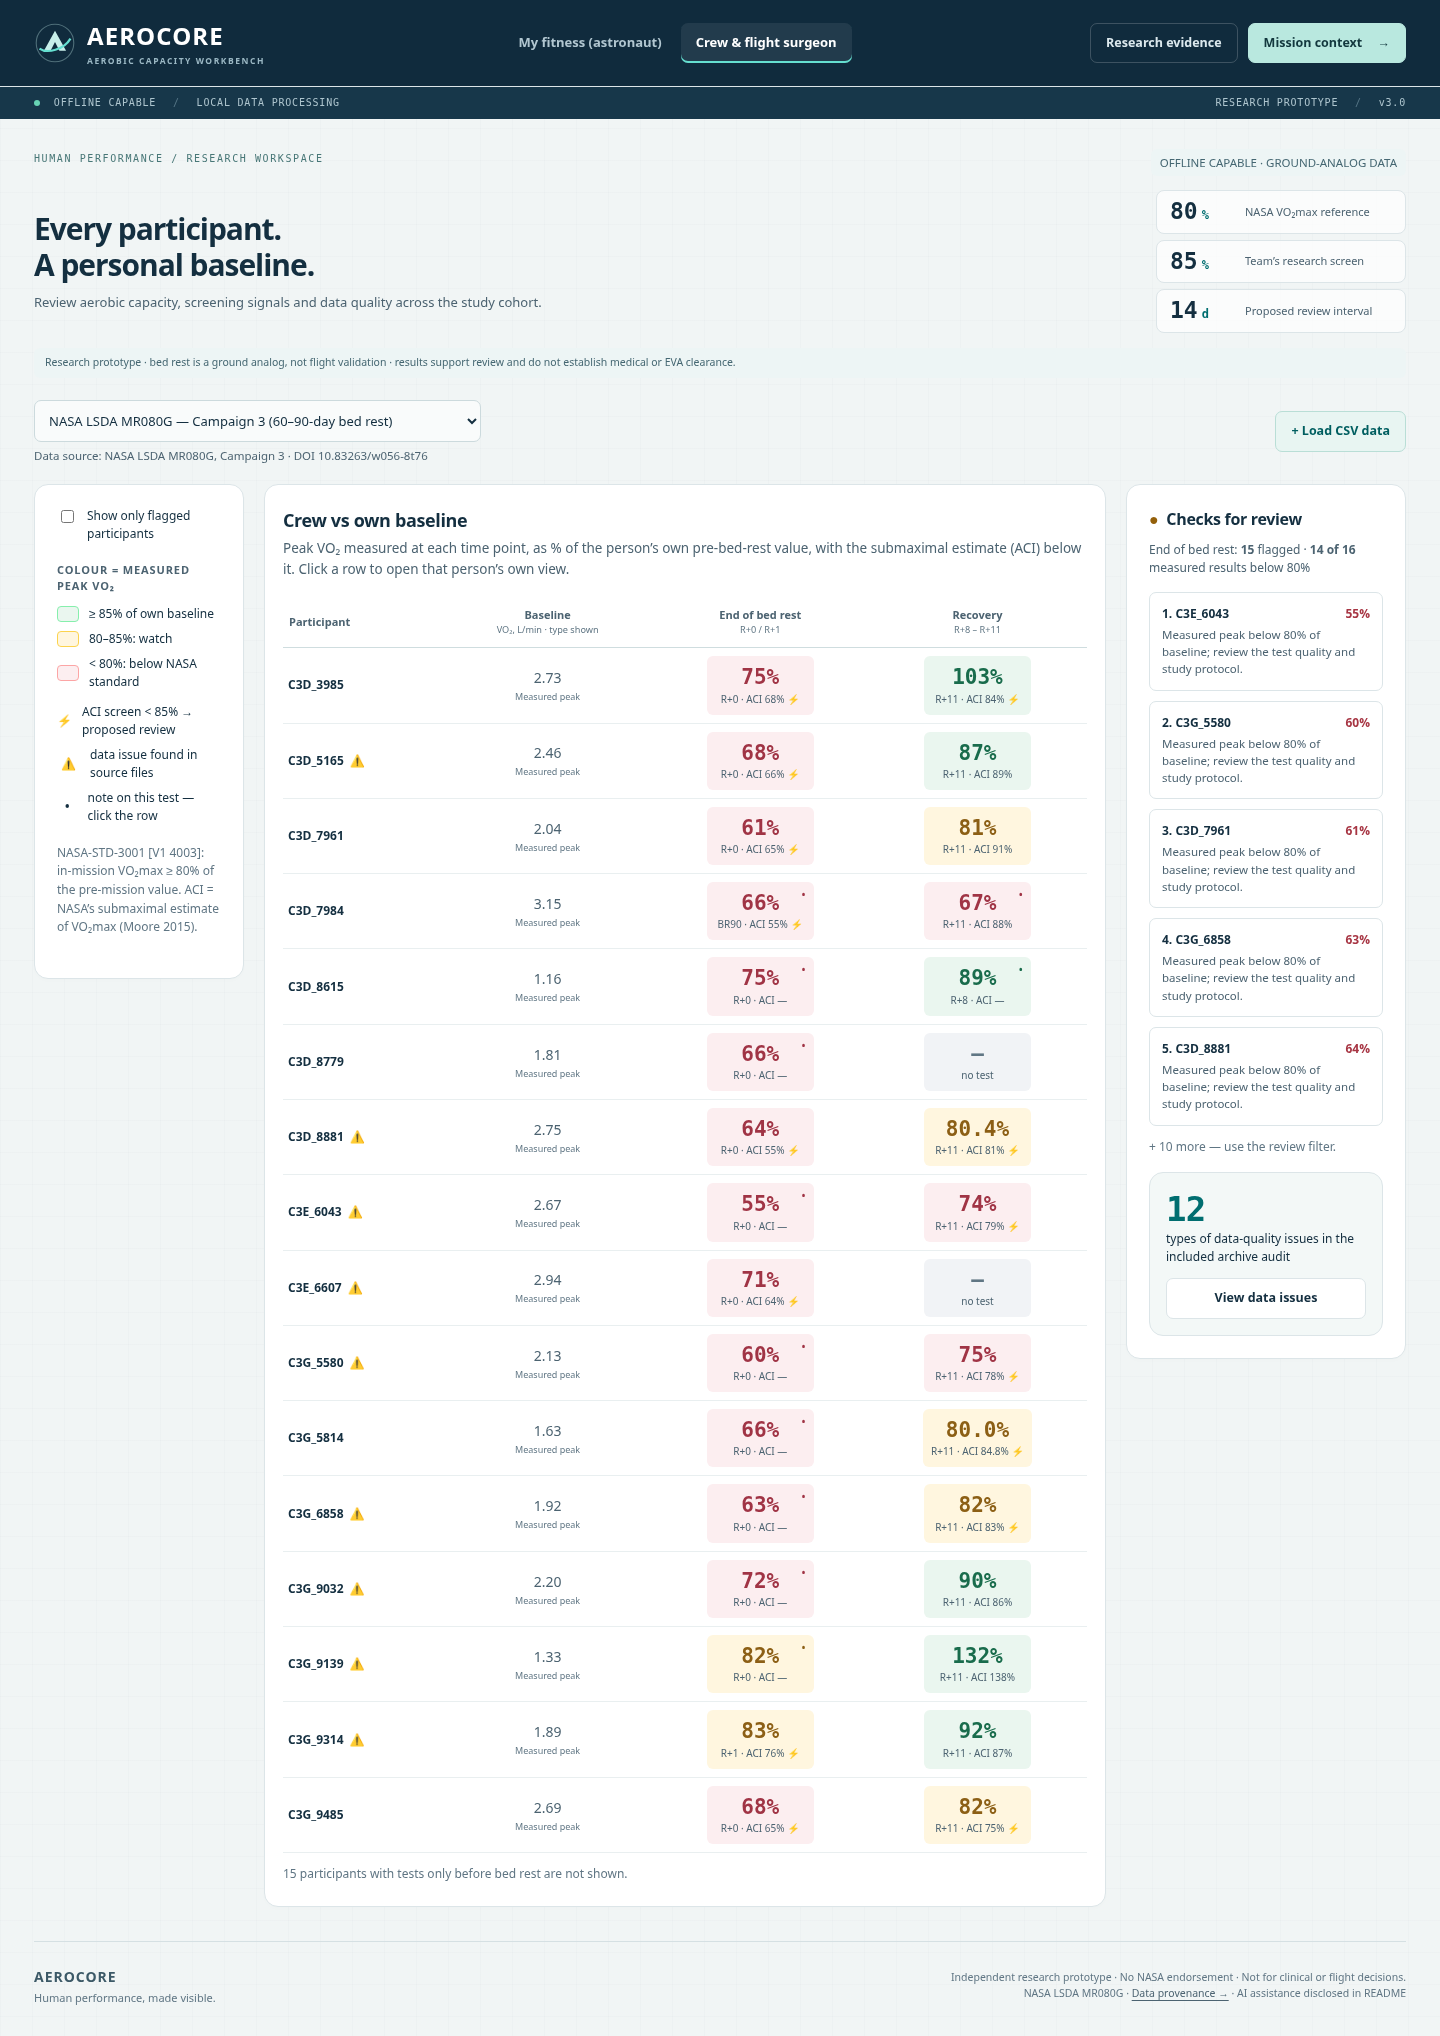 AEROCORE
AEROBIC CAPACITY WORKBENCH
My fitness (astronaut)
Crew & flight surgeon
Research evidence
Mission context →
OFFLINE CAPABLE / LOCAL DATA PROCESSING
RESEARCH PROTOTYPE / v3.0
HUMAN PERFORMANCE / RESEARCH WORKSPACE
OFFLINE CAPABLE · GROUND-ANALOG DATA
Every participant.
A personal baseline.
Review aerobic capacity, screening signals and data quality across the study cohort.
80 % NASA VO₂max reference
85 % Team's research screen
14 d Proposed review interval
Research prototype · bed rest is a ground analog, not flight validation · results support review and do not establish medical or EVA clearance.
NASA LSDA MR080G — Campaign 3 (60–90-day bed rest)
Data source: NASA LSDA MR080G, Campaign 3 · DOI 10.83263/w056-8t76
+ Load CSV data
Show only flagged
participants
COLOUR = MEASURED
PEAK VO₂
≥ 85% of own baseline
80–85%: watch
< 80%: below NASA
standard
⚡ ACI screen < 85% →
proposed review
⚠️ data issue found in
source files
• note on this test —
click the row
NASA-STD-3001 [V1 4003]:
in-mission VO₂max ≥ 80% of
the pre-mission value. ACI =
NASA's submaximal estimate
of VO₂max (Moore 2015).
Crew vs own baseline
Peak VO₂ measured at each time point, as % of the person's own pre-bed-rest value, with the submaximal estimate (ACI) below
it. Click a row to open that person's own view.
Participant
Baseline
VO₂, L/min · type shown
End of bed rest
R+0 / R+1
Recovery
R+8 – R+11
C3D_3985
2.73
Measured peak
75%
R+0 · ACI 68% ⚡
103%
R+11 · ACI 84% ⚡
C3D_5165 ⚠️
2.46
Measured peak
68%
R+0 · ACI 66% ⚡
87%
R+11 · ACI 89%
C3D_7961
2.04
Measured peak
61%
R+0 · ACI 65% ⚡
81%
R+11 · ACI 91%
C3D_7984
3.15
Measured peak
66% •
BR90 · ACI 55% ⚡
67% •
R+11 · ACI 88%
C3D_8615
1.16
Measured peak
75% •
R+0 · ACI —
89% •
R+8 · ACI —
C3D_8779
1.81
Measured peak
66% •
R+0 · ACI —
—
no test
C3D_8881 ⚠️
2.75
Measured peak
64%
R+0 · ACI 55% ⚡
80.4%
R+11 · ACI 81% ⚡
C3E_6043 ⚠️
2.67
Measured peak
55% •
R+0 · ACI —
74%
R+11 · ACI 79% ⚡
C3E_6607 ⚠️
2.94
Measured peak
71%
R+0 · ACI 64% ⚡
—
no test
C3G_5580 ⚠️
2.13
Measured peak
60% •
R+0 · ACI —
75%
R+11 · ACI 78% ⚡
C3G_5814
1.63
Measured peak
66% •
R+0 · ACI —
80.0%
R+11 · ACI 84.8% ⚡
C3G_6858 ⚠️
1.92
Measured peak
63% •
R+0 · ACI —
82%
R+11 · ACI 83% ⚡
C3G_9032 ⚠️
2.20
Measured peak
72% •
R+0 · ACI —
90%
R+11 · ACI 86%
C3G_9139 ⚠️
1.33
Measured peak
82% •
R+0 · ACI —
132%
R+11 · ACI 138%
C3G_9314 ⚠️
1.89
Measured peak
83%
R+1 · ACI 76% ⚡
92%
R+11 · ACI 87%
C3G_9485
2.69
Measured peak
68%
R+0 · ACI 65% ⚡
82%
R+11 · ACI 75% ⚡
15 participants with tests only before bed rest are not shown.
● Checks for review
End of bed rest: 15 flagged · 14 of 16
measured results below 80%
1. C3E_6043 55%
Measured peak below 80% of
baseline; review the test quality and
study protocol.
2. C3G_5580 60%
Measured peak below 80% of
baseline; review the test quality and
study protocol.
3. C3D_7961 61%
Measured peak below 80% of
baseline; review the test quality and
study protocol.
4. C3G_6858 63%
Measured peak below 80% of
baseline; review the test quality and
study protocol.
5. C3D_8881 64%
Measured peak below 80% of
baseline; review the test quality and
study protocol.
+ 10 more — use the review filter.
12
types of data-quality issues in the
included archive audit
View data issues
AEROCORE
Human performance, made visible.
Independent research prototype · No NASA endorsement · Not for clinical or flight decisions.
NASA LSDA MR080G · Data provenance → · AI assistance disclosed in README